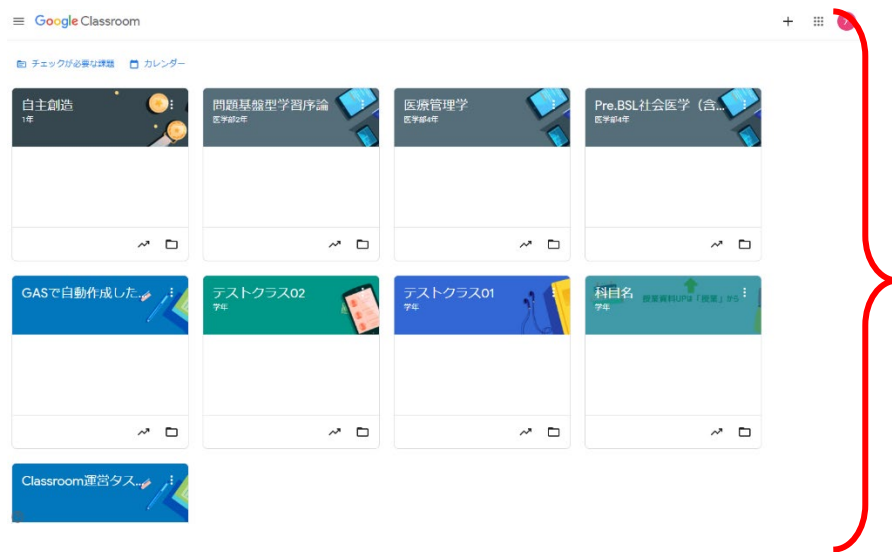 Google Classroom
チェックが必要な課題 カレンダー
自主創造
1年
問題基盤型学習序論
医学部2年
医療管理学
医学部4年
Pre.BSL社会医学（含...
医学部4年
GASで自動作成した...
テストクラス02
学年
テストクラス01
学年
科目名
学年
授業資料UPは「授業」から
Classroom運営タス...